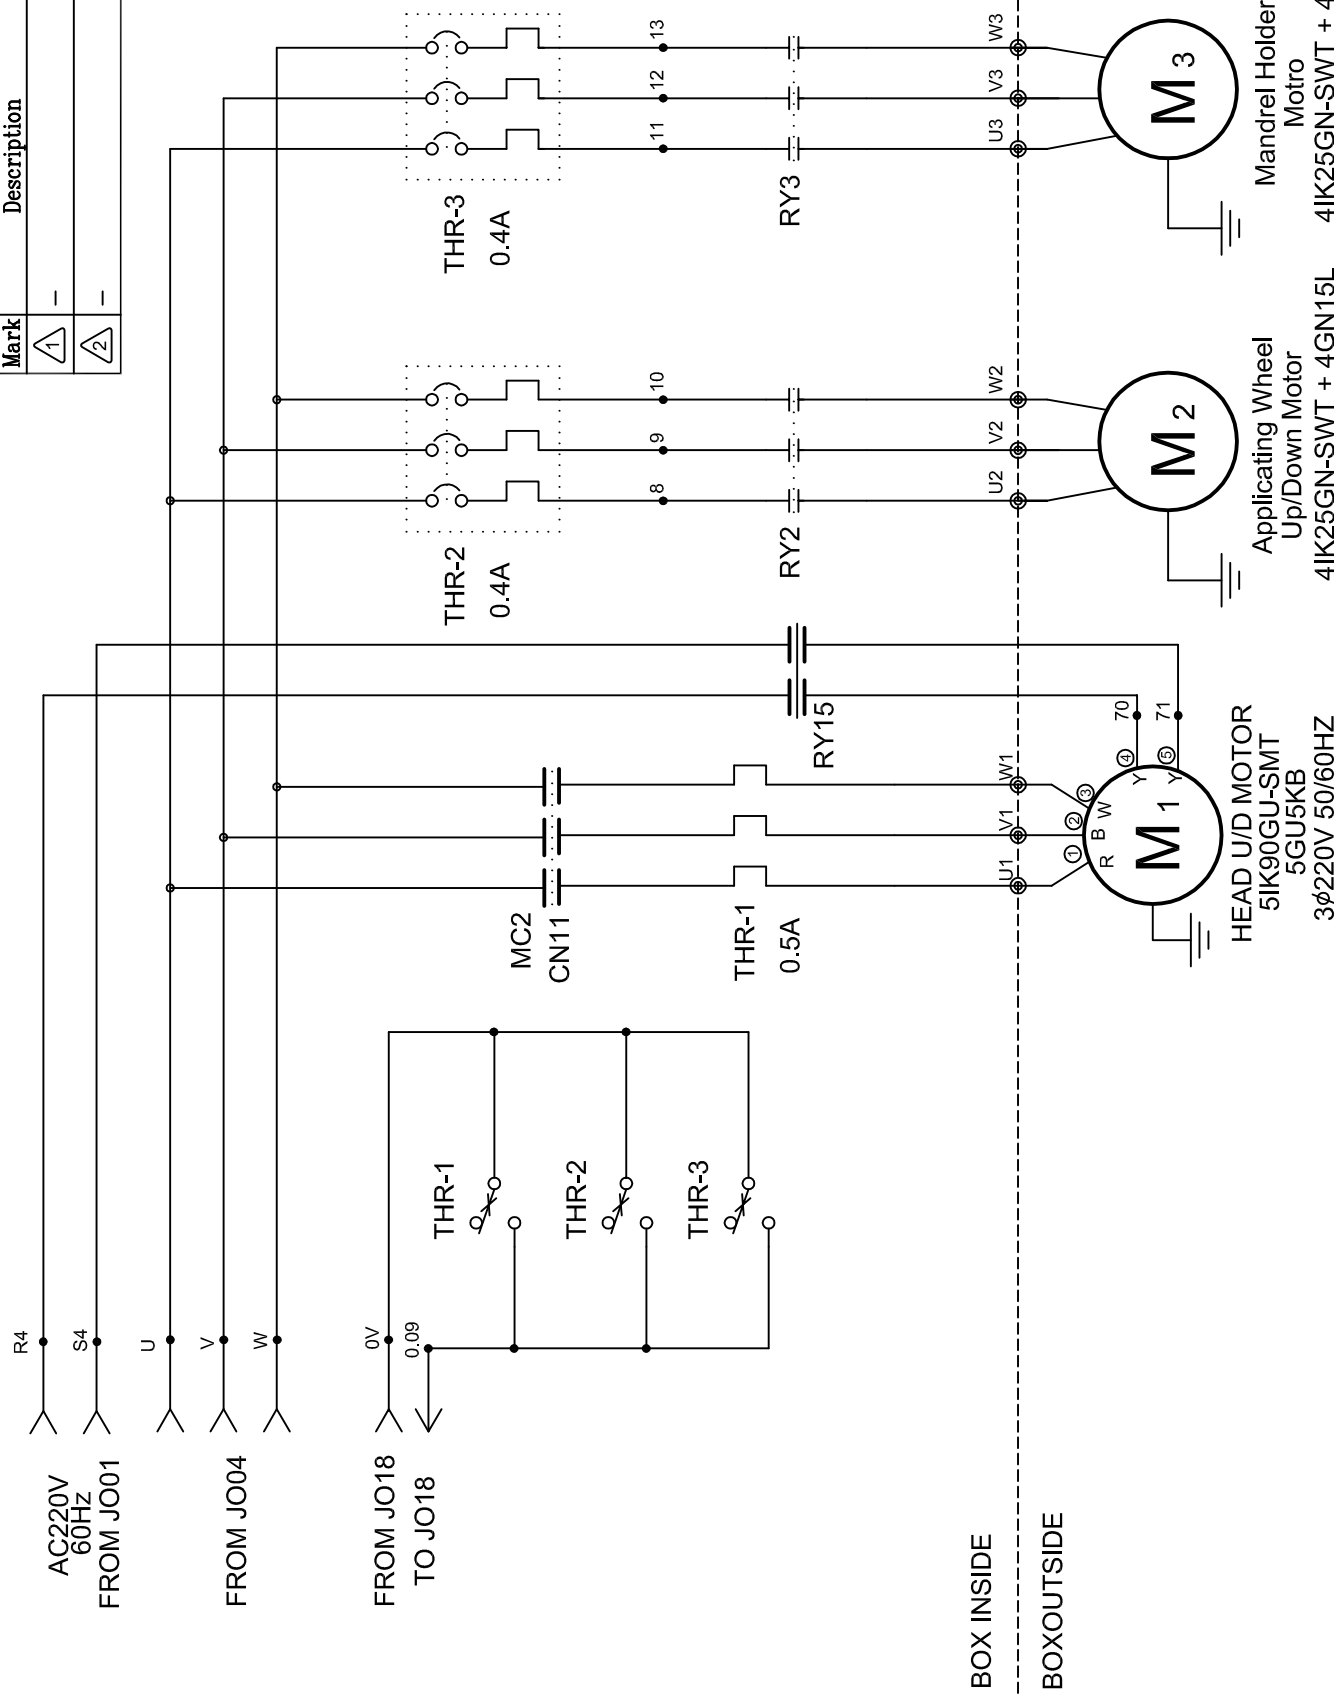 Mark
Description
1
–
2
–
R4
S4
AC220V
60Hz
FROM JO01
U
V
W
FROM JO04
0V
0.09
FROM JO18
TO JO18
THR-1
THR-2
THR-3
MC2
CN11
THR-1
0.5A
RY15
THR-2
0.4A
8
9
10
RY2
THR-3
0.4A
11
12
13
RY3
BOX INSIDE
BOXOUTSIDE
U1
V1
W1
1
2
3
4
5
R
B
W
Y
Y
70
71
M 1
HEAD U/D MOTOR
5IK90GU-SMT
5GU5KB
3ϕ220V 50/60HZ
U2
V2
W2
M 2
Applicating Wheel
Up/Down Motor
4IK25GN-SWT + 4GN15L
U3
V3
W3
M 3
Mandrel Holder
Motro
4IK25GN-SWT + 4